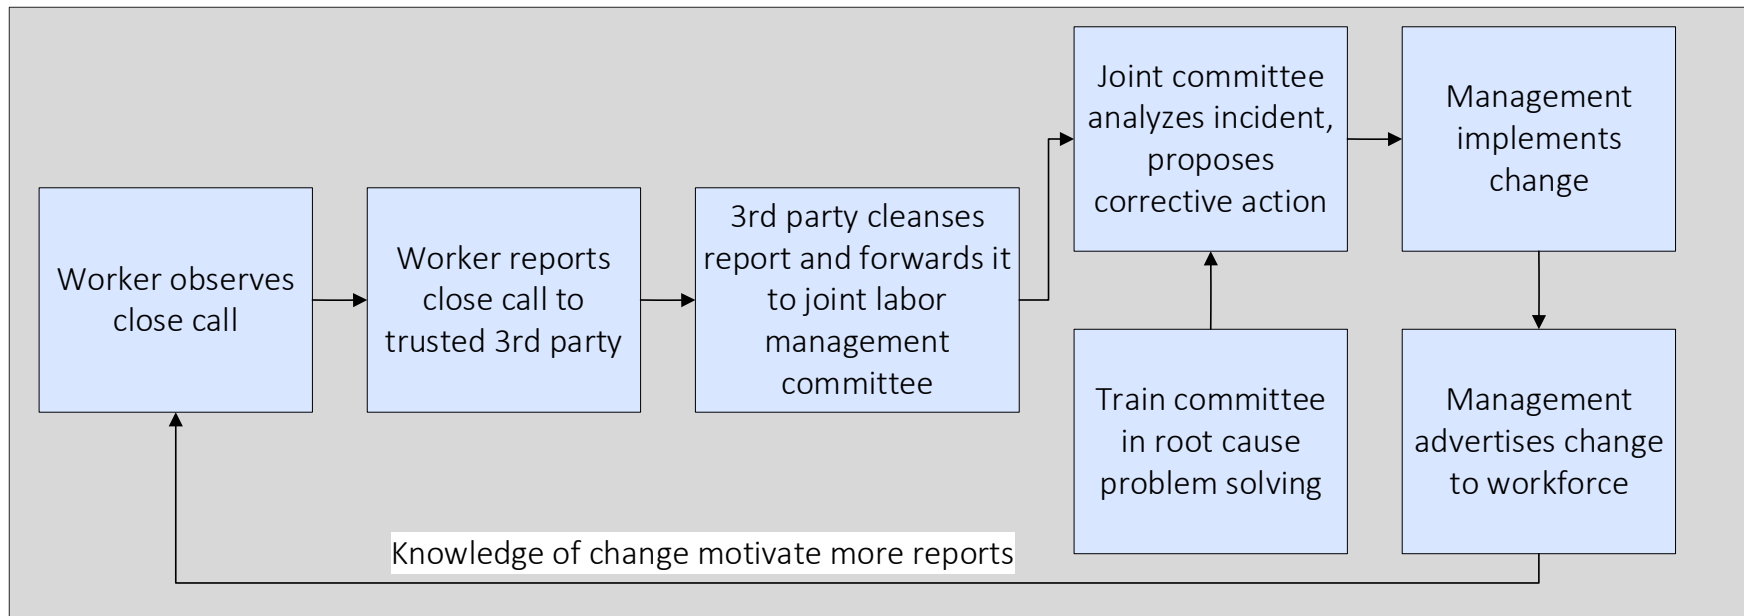 Worker observes
close call
Worker reports
close call to
trusted 3rd party
3rd party cleanses
report and forwards it
to joint labor
management
committee
Joint committee
analyzes incident,
proposes
corrective action
Management
implements
change
Train committee
in root cause
problem solving
Management
advertises change
to workforce
Knowledge of change motivate more reports